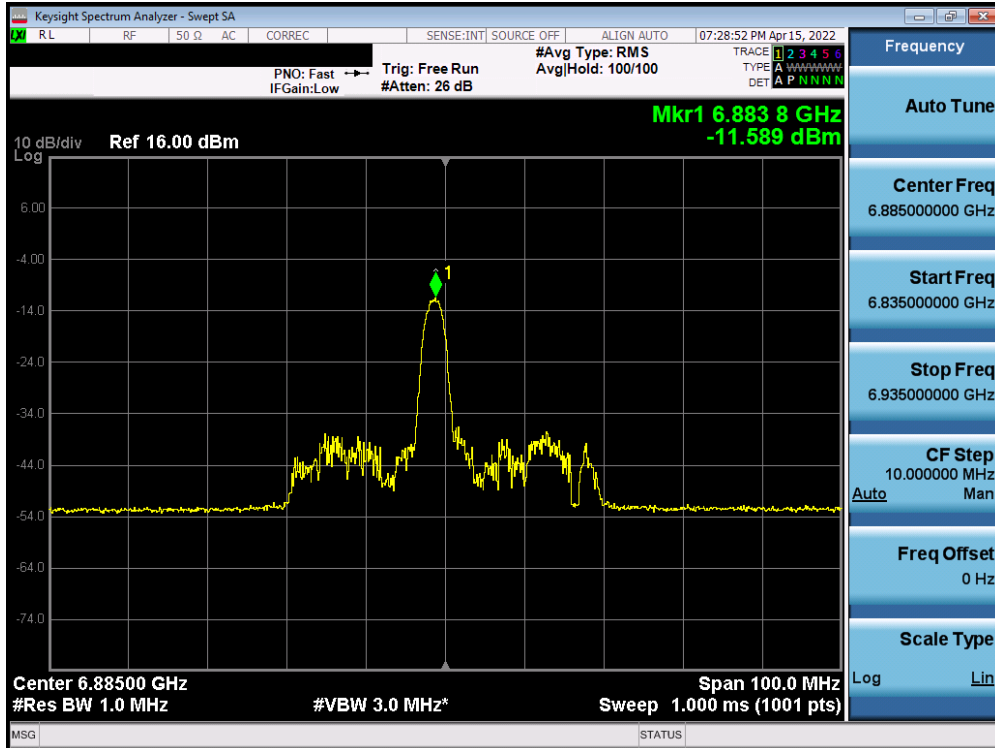 Keysight Spectrum Analyzer - Swept SA
LXI RL RF 50 Ω AC CORREC SENSE:INT SOURCE OFF ALIGN AUTO 07:28:52 PM Apr 15, 2022
PNO: Fast Trig: Free Run #Avg Type: RMS TRACE 1 2 3 4 5 6
IFGain:Low #Atten: 26 dB Avg|Hold: 100/100 TYPE A WWWWW
DET A P N N N N
Mkr1 6.883 8 GHz
-11.589 dBm
10 dB/div Ref 16.00 dBm
Log
1
6.00
-4.00
-14.0
-24.0
-34.0
-44.0
-54.0
-64.0
-74.0
Center 6.88500 GHz Span 100.0 MHz
#Res BW 1.0 MHz #VBW 3.0 MHz* Sweep 1.000 ms (1001 pts)
MSG STATUS
Frequency
Auto Tune
Center Freq
6.885000000 GHz
Start Freq
6.835000000 GHz
Stop Freq
6.935000000 GHz
CF Step
10.000000 MHz
Auto Man
Freq Offset
0 Hz
Scale Type
Log Lin